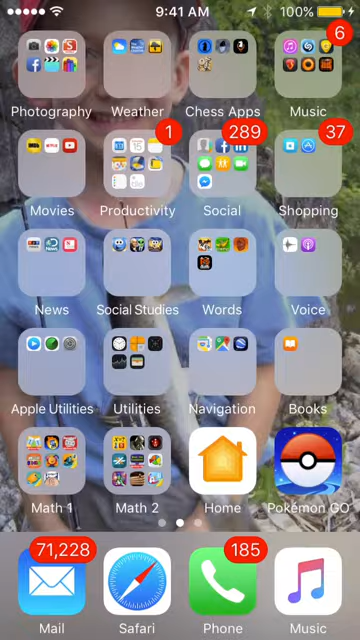 9:41 AM 100%
6
Photography Weather Chess Apps Music
1 289 37
Movies Productivity Social Shopping
News Social Studies Words Voice
Apple Utilities Utilities Navigation Books
Math 1 Math 2 Home Pokémon GO
71,228 185
Mail Safari Phone Music